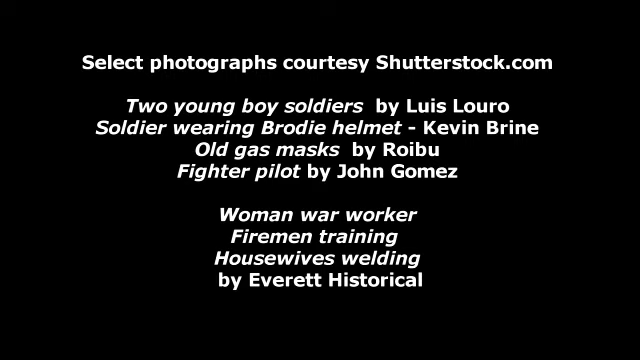 Select photographs courtesy Shutterstock.com
Two young boy soldiers by Luis Louro
Soldier wearing Brodie helmet - Kevin Brine
Old gas masks by Roibu
Fighter pilot by John Gomez
Woman war worker
Firemen training
Housewives welding
by Everett Historical